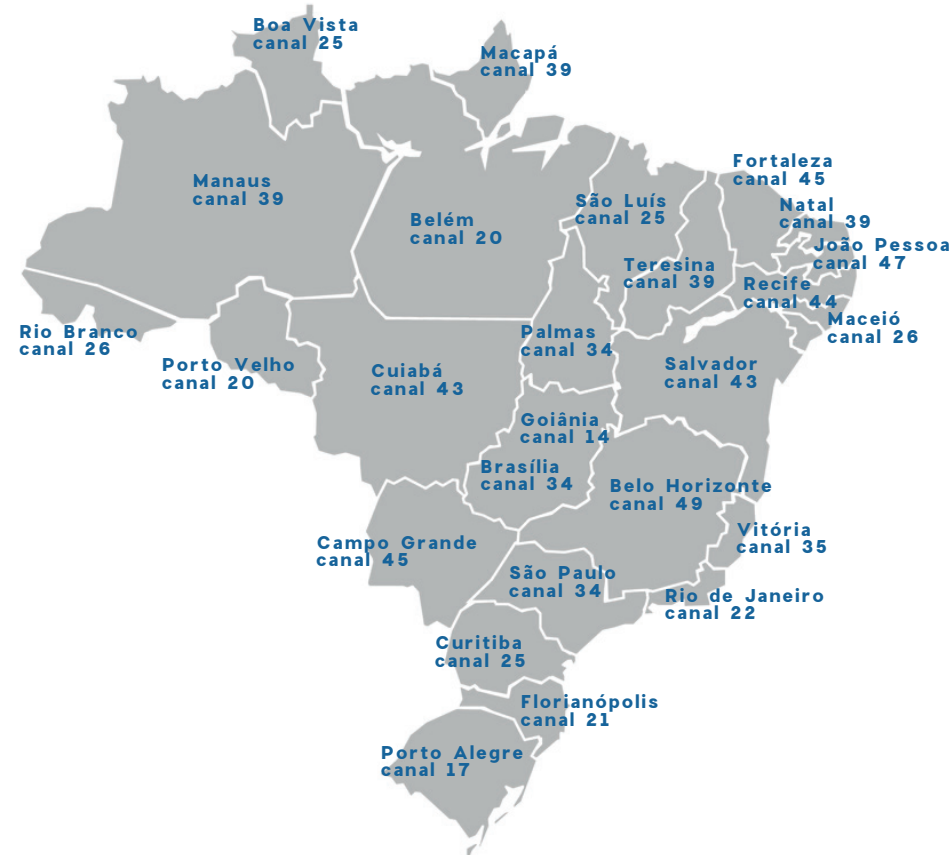 Boa Vista
canal 25
Macapá
canal 39
Fortaleza
canal 45
Manaus
canal 39
São Luís
canal 25
Natal
canal 39
Belém
canal 20
João Pessoa
canal 47
Teresina
canal 39
Recife
canal 44
Rio Branco
canal 26
Palmas
canal 34
Maceió
canal 26
Porto Velho
canal 20
Cuiabá
canal 43
Salvador
canal 43
Goiânia
canal 14
Brasília
canal 34
Belo Horizonte
canal 49
Vitória
canal 35
Campo Grande
canal 45
São Paulo
canal 34
Rio de Janeiro
canal 22
Curitiba
canal 25
Florianópolis
canal 21
Porto Alegre
canal 17